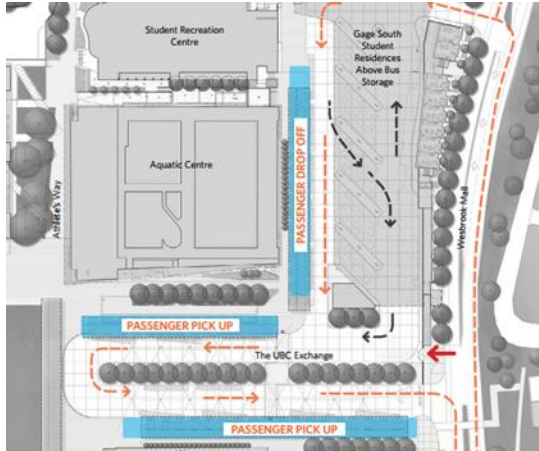 Student Recreation
Centre
Gage South
Student
Residences
Above Bus
Storage
Aquatic Centre
PASSENGER DROP OFF
Athlete's Way
Wesbrook Mall
PASSENGER PICK UP
The UBC Exchange
PASSENGER PICK UP